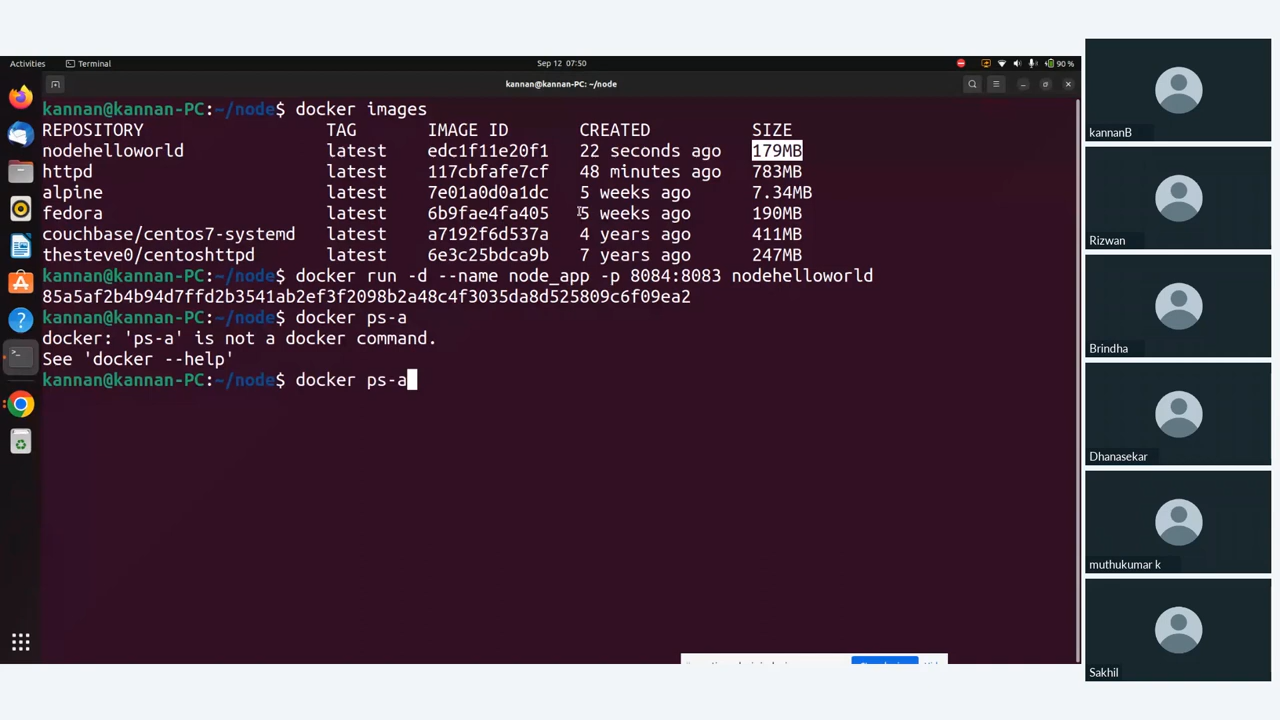 Activities Terminal Sep 12 07:50 90 %
kannan@kannan-PC: ~/node
kannan@kannan-PC:~/node$ docker images
REPOSITORY TAG IMAGE ID CREATED SIZE
nodehelloworld latest edc1f11e20f1 22 seconds ago 179MB
httpd latest 117cbfafe7cf 48 minutes ago 783MB
alpine latest 7e01a0d0a1dc 5 weeks ago 7.34MB
fedora latest 6b9fae4fa405 5 weeks ago 190MB
couchbase/centos7-systemd latest a7192f6d537a 4 years ago 411MB
thesteve0/centoshttpd latest 6e3c25bdca9b 7 years ago 247MB
kannan@kannan-PC:~/node$ docker run -d --name node_app -p 8084:8083 nodehelloworld
85a5af2b4b94d7ffd2b3541ab2ef3f2098b2a48c4f3035da8d525809c6f09ea2
kannan@kannan-PC:~/node$ docker ps-a
docker: 'ps-a' is not a docker command.
See 'docker --help'
kannan@kannan-PC:~/node$ docker ps-a
kannanB
Rizwan
Brindha
Dhanasekar
muthukumar k
Sakhil